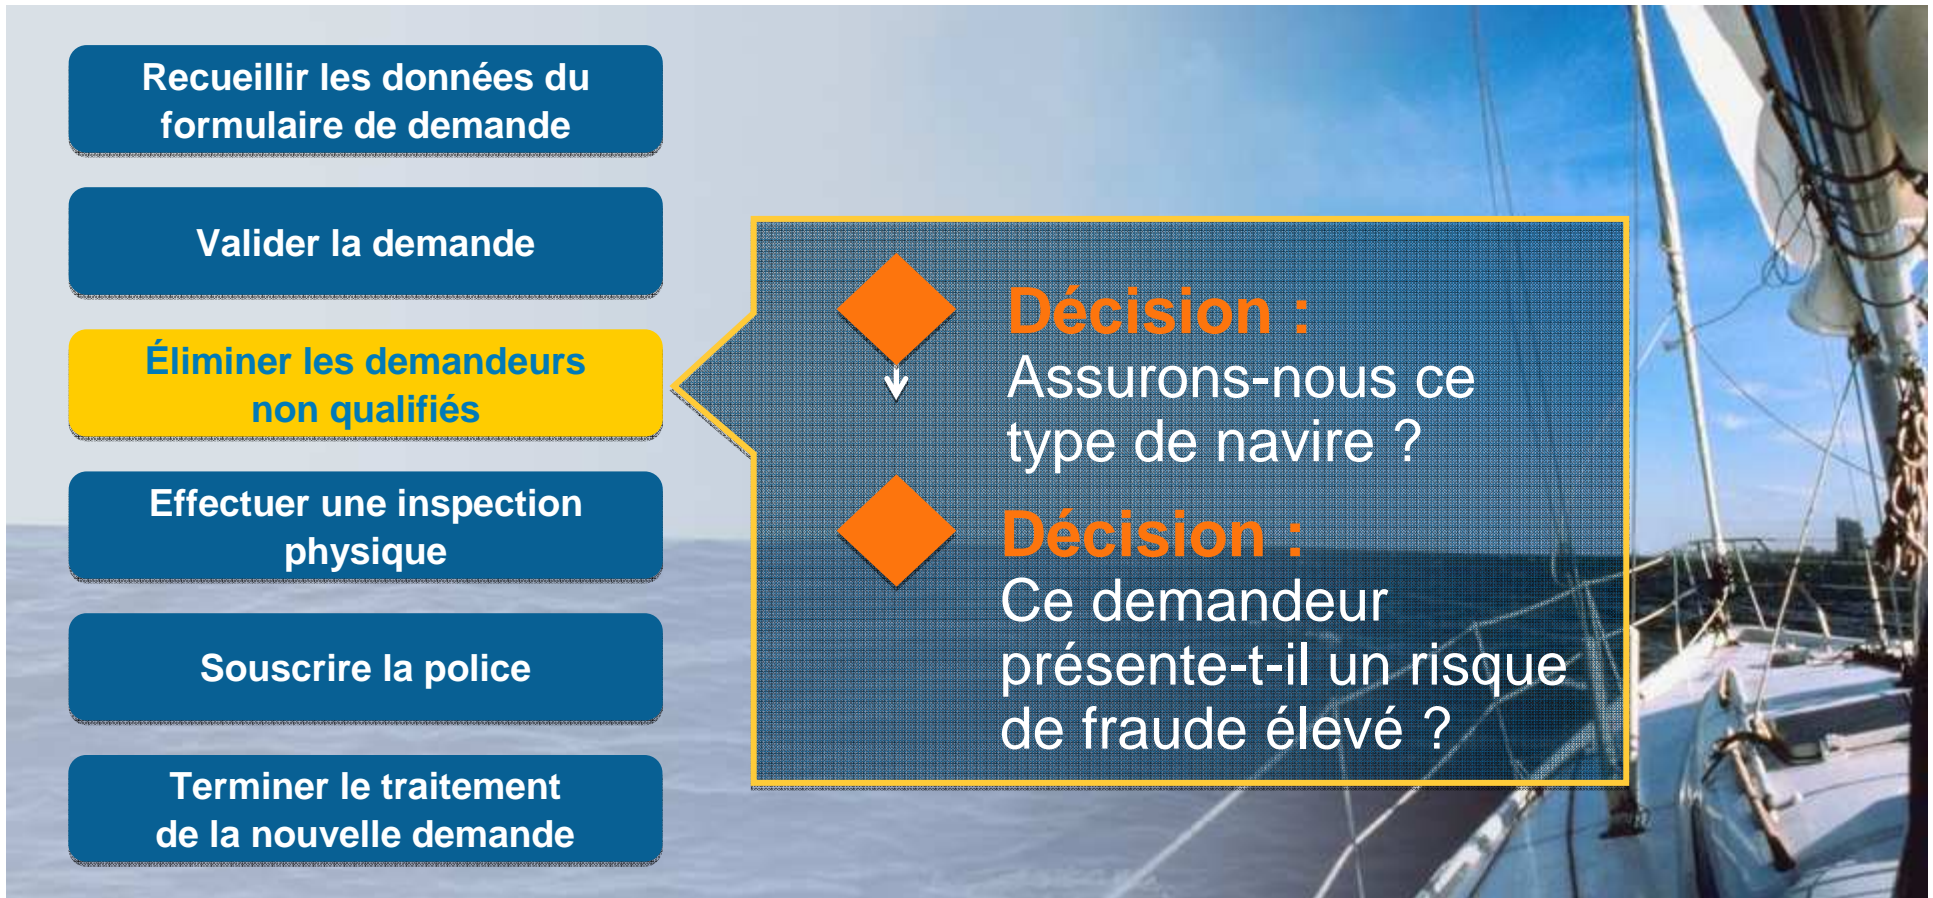 Recueillir les données du
formulaire de demande
Valider la demande
Éliminer les demandeurs
non qualifiés
Effectuer une inspection
physique
Souscrire la police
Terminer le traitement
de la nouvelle demande
Décision :
Assurons-nous ce
type de navire ?
Décision :
Ce demandeur
présente-t-il un risque
de fraude élevé ?